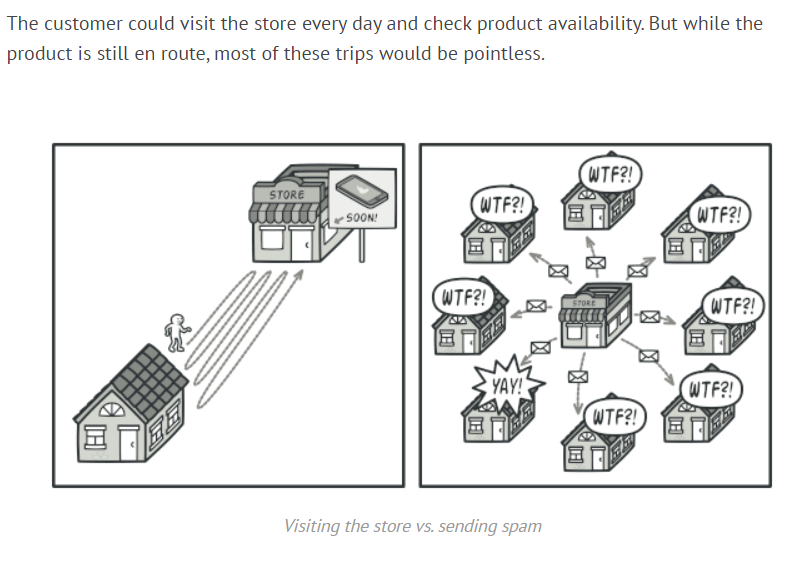 The customer could visit the store every day and check product availability. But while the
product is still en route, most of these trips would be pointless.
STORE
SOON!
WTF?!
WTF?!
WTF?!
WTF?!
STORE
WTF?!
YAY!
WTF?!
WTF?!
Visiting the store vs. sending spam